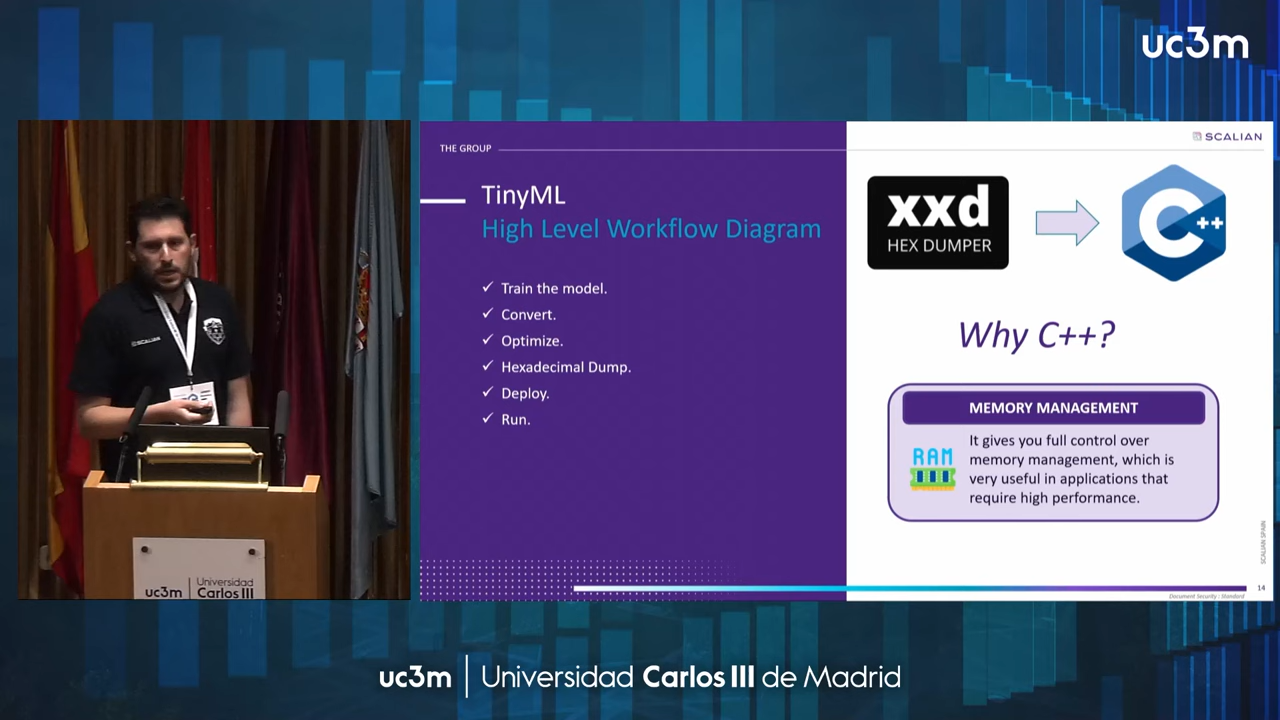 uc3m
THE GROUP
SCALIAN
TinyML
High Level Workflow Diagram
✓ Train the model.
✓ Convert.
✓ Optimize.
✓ Hexadecimal Dump.
✓ Deploy.
✓ Run.
xxd
HEX DUMPER
C++
Why C++?
MEMORY MANAGEMENT
RAM
It gives you full control over
memory management, which is
very useful in applications that
require high performance.
SCALIAN SPAIN
14
Document Security : Standard
SCALIAN
uc3m | Universidad
Carlos III
uc3m | Universidad Carlos III de Madrid